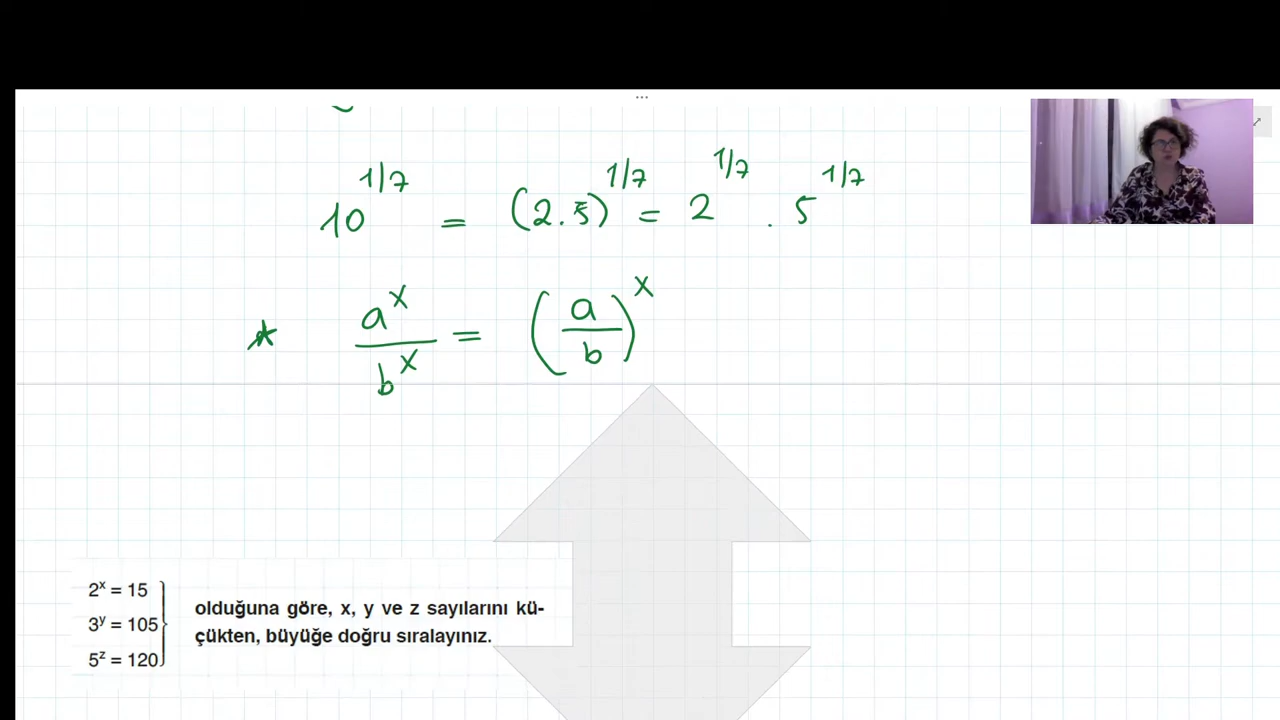 10^{1/7} = (2.5)^{1/7} = 2^{1/7} . 5^{1/7}
* a^x / b^x = (a/b)^x
2^x = 15
3^y = 105
5^z = 120
olduğuna göre, x, y ve z sayılarını kü-
çükten, büyüğe doğru sıralayınız.